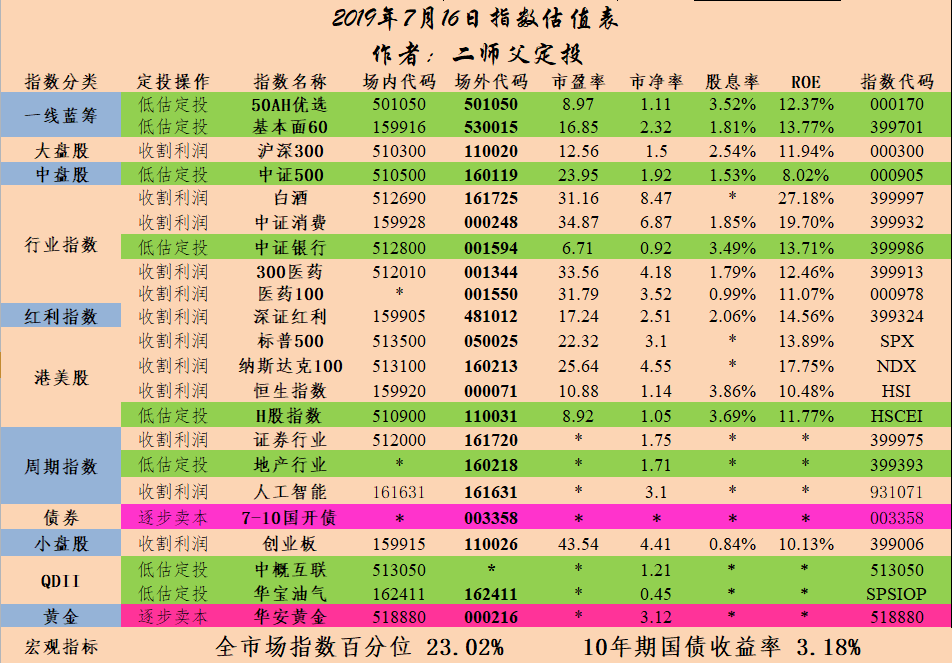 2019年7月16日指数估值表
作者：二师父定投
指数分类 定投操作 指数名称 场内代码 场外代码 市盈率 市净率 股息率 ROE 指数代码
一线蓝筹 低估定投 50AH优选 501050 501050 8.97 1.11 3.52% 12.37% 000170
低估定投 基本面60 159916 530015 16.85 2.32 1.81% 13.77% 399701
大盘股 收割利润 沪深300 510300 110020 12.56 1.5 2.54% 11.94% 000300
中盘股 低估定投 中证500 510500 160119 23.95 1.92 1.53% 8.02% 000905
行业指数 收割利润 白酒 512690 161725 31.16 8.47 * 27.18% 399997
收割利润 中证消费 159928 000248 34.87 6.87 1.85% 19.70% 399932
低估定投 中证银行 512800 001594 6.71 0.92 3.49% 13.71% 399986
收割利润 300医药 512010 001344 33.56 4.18 1.79% 12.46% 399913
收割利润 医药100 * 001550 31.79 3.52 0.99% 11.07% 000978
红利指数 收割利润 深证红利 159905 481012 17.24 2.51 2.06% 14.56% 399324
港美股 收割利润 标普500 513500 050025 22.32 3.1 * 13.89% SPX
收割利润 纳斯达克100 513100 160213 25.64 4.55 * 17.75% NDX
收割利润 恒生指数 159920 000071 10.88 1.14 3.86% 10.48% HSI
低估定投 H股指数 510900 110031 8.92 1.05 3.69% 11.77% HSCEI
周期指数 收割利润 证券行业 512000 161720 * 1.75 * * 399975
低估定投 地产行业 * 160218 * 1.71 * * 399393
收割利润 人工智能 161631 161631 * 3.1 * * 931071
债券 逐步卖本 7-10国开债 * 003358 * * * * 003358
小盘股 收割利润 创业板 159915 110026 43.54 4.41 0.84% 10.13% 399006
QDII 低估定投 中概互联 513050 * * 1.21 * * 513050
低估定投 华宝油气 162411 162411 * 0.45 * * SPSIOP
黄金 逐步卖本 华安黄金 518880 000216 * 3.12 * * 518880
宏观指标 全市场指数百分位 23.02% 10年期国债收益率 3.18%